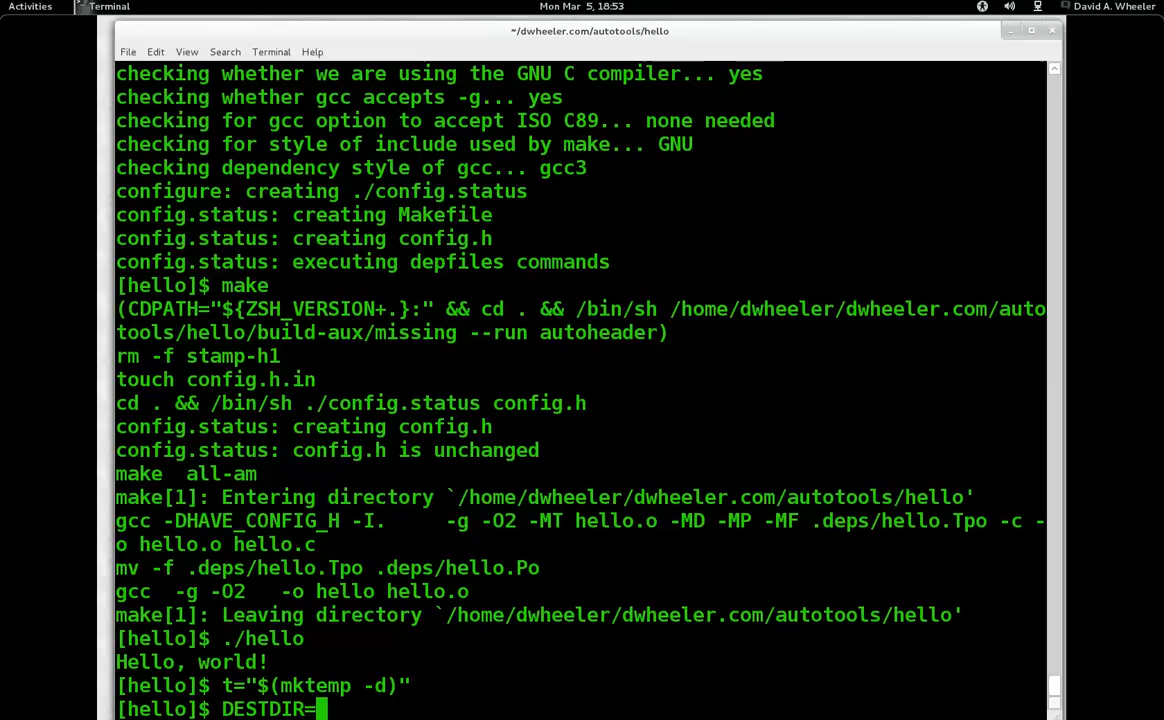 Activities Terminal Mon Mar 5, 18:53 David A. Wheeler
~/dwheeler.com/autotools/hello
File Edit View Search Terminal Help
checking whether we are using the GNU C compiler... yes
checking whether gcc accepts -g... yes
checking for gcc option to accept ISO C89... none needed
checking for style of include used by make... GNU
checking dependency style of gcc... gcc3
configure: creating ./config.status
config.status: creating Makefile
config.status: creating config.h
config.status: executing depfiles commands
[hello]$ make
(CDPATH="${ZSH_VERSION+.}:" && cd . && /bin/sh /home/dwheeler/dwheeler.com/auto
tools/hello/build-aux/missing --run autoheader)
rm -f stamp-h1
touch config.h.in
cd . && /bin/sh ./config.status config.h
config.status: creating config.h
config.status: config.h is unchanged
make  all-am
make[1]: Entering directory `/home/dwheeler/dwheeler.com/autotools/hello'
gcc -DHAVE_CONFIG_H -I.     -g -O2 -MT hello.o -MD -MP -MF .deps/hello.Tpo -c -
o hello.o hello.c
mv -f .deps/hello.Tpo .deps/hello.Po
gcc  -g -O2   -o hello hello.o
make[1]: Leaving directory `/home/dwheeler/dwheeler.com/autotools/hello'
[hello]$ ./hello
Hello, world!
[hello]$ t="$(mktemp -d)"
[hello]$ DESTDIR=